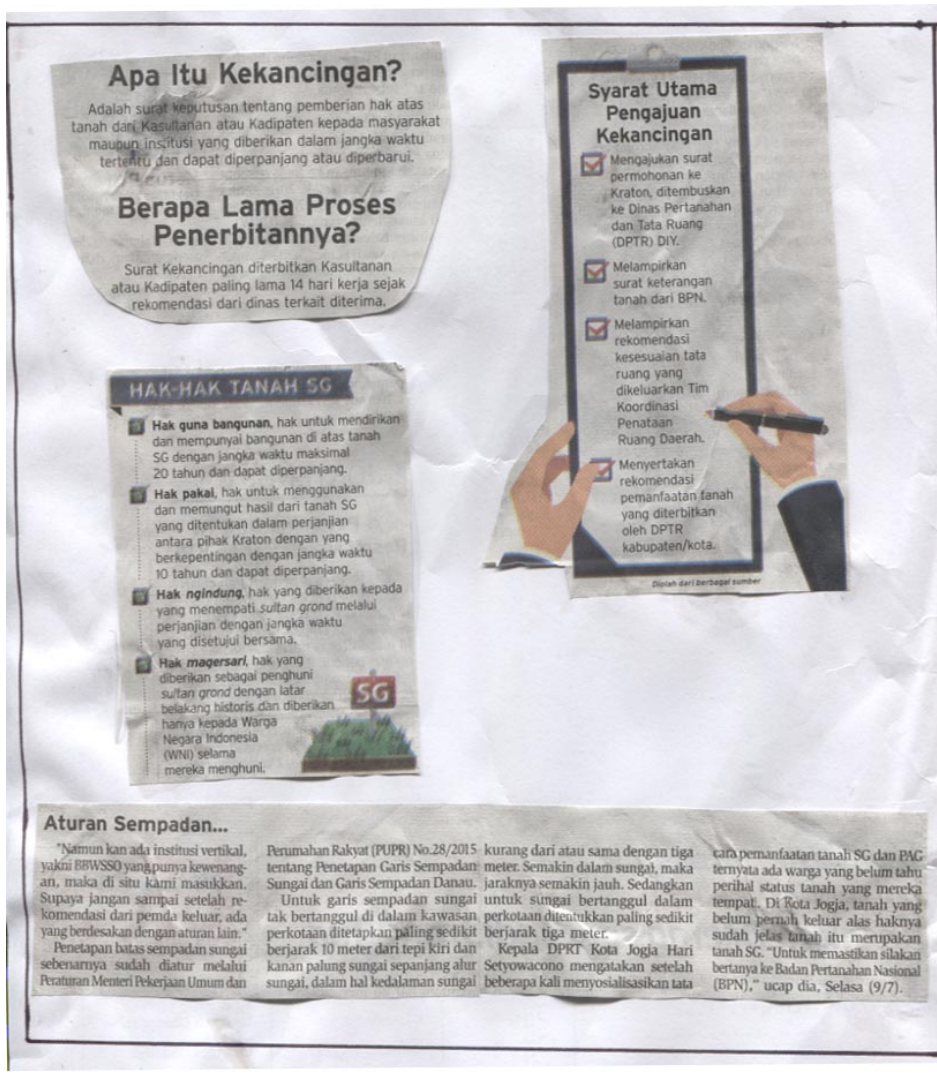 Apa Itu Kekancingan?
Adalah surat keputusan tentang pemberian hak atas
tanah dari Kasultanan atau Kadipaten kepada masyarakat
maupun institusi yang diberikan dalam jangka waktu
tertentu dan dapat diperpanjang atau diperbarui.
Berapa Lama Proses
Penerbitannya?
Surat Kekancingan diterbitkan Kasultanan
atau Kadipaten paling lama 14 hari kerja sejak
rekomendasi dari dinas terkait diterima.
Syarat Utama
Pengajuan
Kekancingan
Mengajukan surat
permohonan ke
Kraton, ditembuskan
ke Dinas Pertanahan
dan Tata Ruang
(DPTR) DIY.
Melampirkan
surat keterangan
tanah dari BPN.
Melampirkan
rekomendasi
kesesuaian tata
ruang yang
dikeluarkan Tim
Koordinasi
Penataan
Ruang Daerah.
Menyertakan
rekomendasi
pemanfaatan tanah
yang diterbitkan
oleh DPTR
kabupaten/kota.
Diolah dari berbagai sumber
HAK-HAK TANAH SG
Hak guna bangunan, hak untuk mendirikan
dan mempunyai bangunan di atas tanah
SG dengan jangka waktu maksimal
20 tahun dan dapat diperpanjang.
Hak pakai, hak untuk menggunakan
dan memungut hasil dari tanah SG
yang ditentukan dalam perjanjian
antara pihak Kraton dengan yang
berkepentingan dengan jangka waktu
10 tahun dan dapat diperpanjang.
Hak ngindung, hak yang diberikan kepada
yang menempati sultan grond melalui
perjanjian dengan jangka waktu
yang disetujui bersama.
Hak magersari, hak yang
diberikan sebagai penghuni
sultan grond dengan latar
belakang historis dan diberikan
hanya kepada Warga
Negara Indonesia
(WNI) selama
mereka menghuni.
SG
Aturan Sempadan...
"Namun kan ada institusi vertikal,
yakni BBWSSO yang punya kewenang-
an, maka di situ kami masukkan.
Supaya jangan sampai setelah re-
komendasi dari pemda keluar, ada
yang berdesakan dengan aturan lain."
Penetapan batas sempadan sungai
sebenarnya sudah diatur melalui
Peraturan Menteri Pekerjaan Umum dan
Perumahan Rakyat (PUPR) No.28/2015
tentang Penetapan Garis Sempadan
Sungai dan Garis Sempadan Danau.
Untuk garis sempadan sungai
tak bertanggul di dalam kawasan
perkotaan ditetapkan paling sedikit
berjarak 10 meter dari tepi kiri dan
kanan palung sungai sepanjang alur
sungai, dalam hal kedalaman sungai
kurang dari atau sama dengan tiga
meter. Semakin dalam sungai, maka
jaraknya semakin jauh. Sedangkan
untuk sungai bertanggul dalam
perkotaan ditentukkan paling sedikit
berjarak tiga meter.
Kepala DPRT Kota Jogja Hari
Setyowacono mengatakan setelah
beberapa kali menyosialisasikan tata
cara pemanfaatan tanah SG dan PAG
ternyata ada warga yang belum tahu
perihal status tanah yang mereka
tempat. Di Kota Jogja, tanah yang
belum pernah keluar alas haknya
sudah jelas tanah itu merupakan
tanah SG. "Untuk memastikan silakan
bertanya ke Badan Pertanahan Nasional
(BPN)," ucap dia, Selasa (9/7).